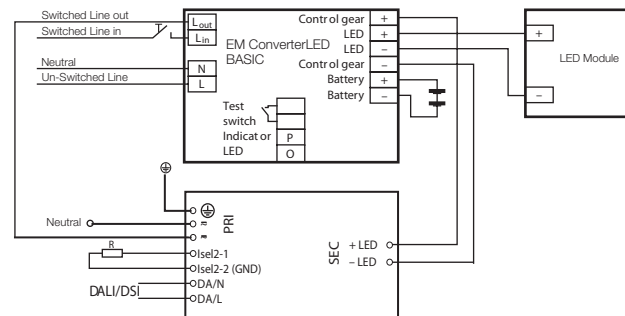 Switched Line out
Switched Line in
Neutral
Un-Switched Line
Lout
Lin
N
L
EM ConverterLED
BASIC
Test
switch
Indicator
LED
P
O
Control gear +
LED +
LED –
Control gear –
Battery +
Battery –
+
LED Module
–
Neutral
PRI
R
Isel2-1
Isel2-2 (GND)
DALI/DSI
DA/N
DA/L
SEC
+ LED
– LED